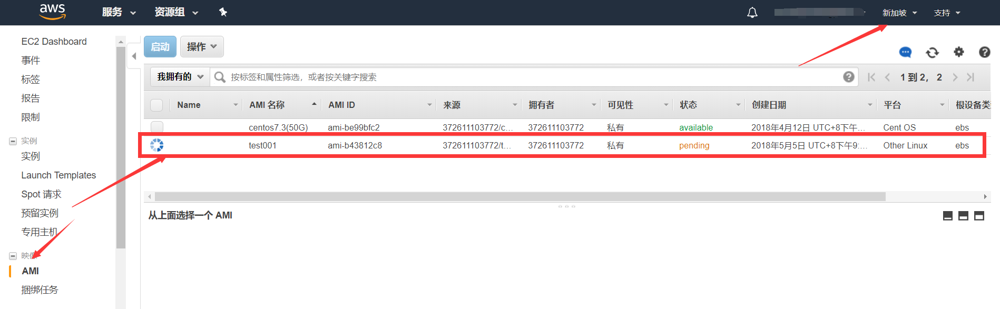 aws 服务 资源组 新加坡 支持
EC2 Dashboard
事件
标签
报告
限制
实例
实例
Launch Templates
Spot 请求
预留实例
专用主机
映像
AMI
捆绑任务
启动 操作
我拥有的 按标签和属性筛选，或者按关键字搜索 1 到 2， 2
Name AMI 名称 AMI ID 来源 拥有者 可见性 状态 创建日期 平台 根设备类
centos7.3(50G) ami-be99bfc2 372611103772/c… 372611103772 私有 available 2018年4月12日 UTC+8下午… Cent OS ebs
test001 ami-b43812c8 372611103772/t… 372611103772 私有 pending 2018年5月5日 UTC+8下午9:… Other Linux ebs
从上面选择一个 AMI